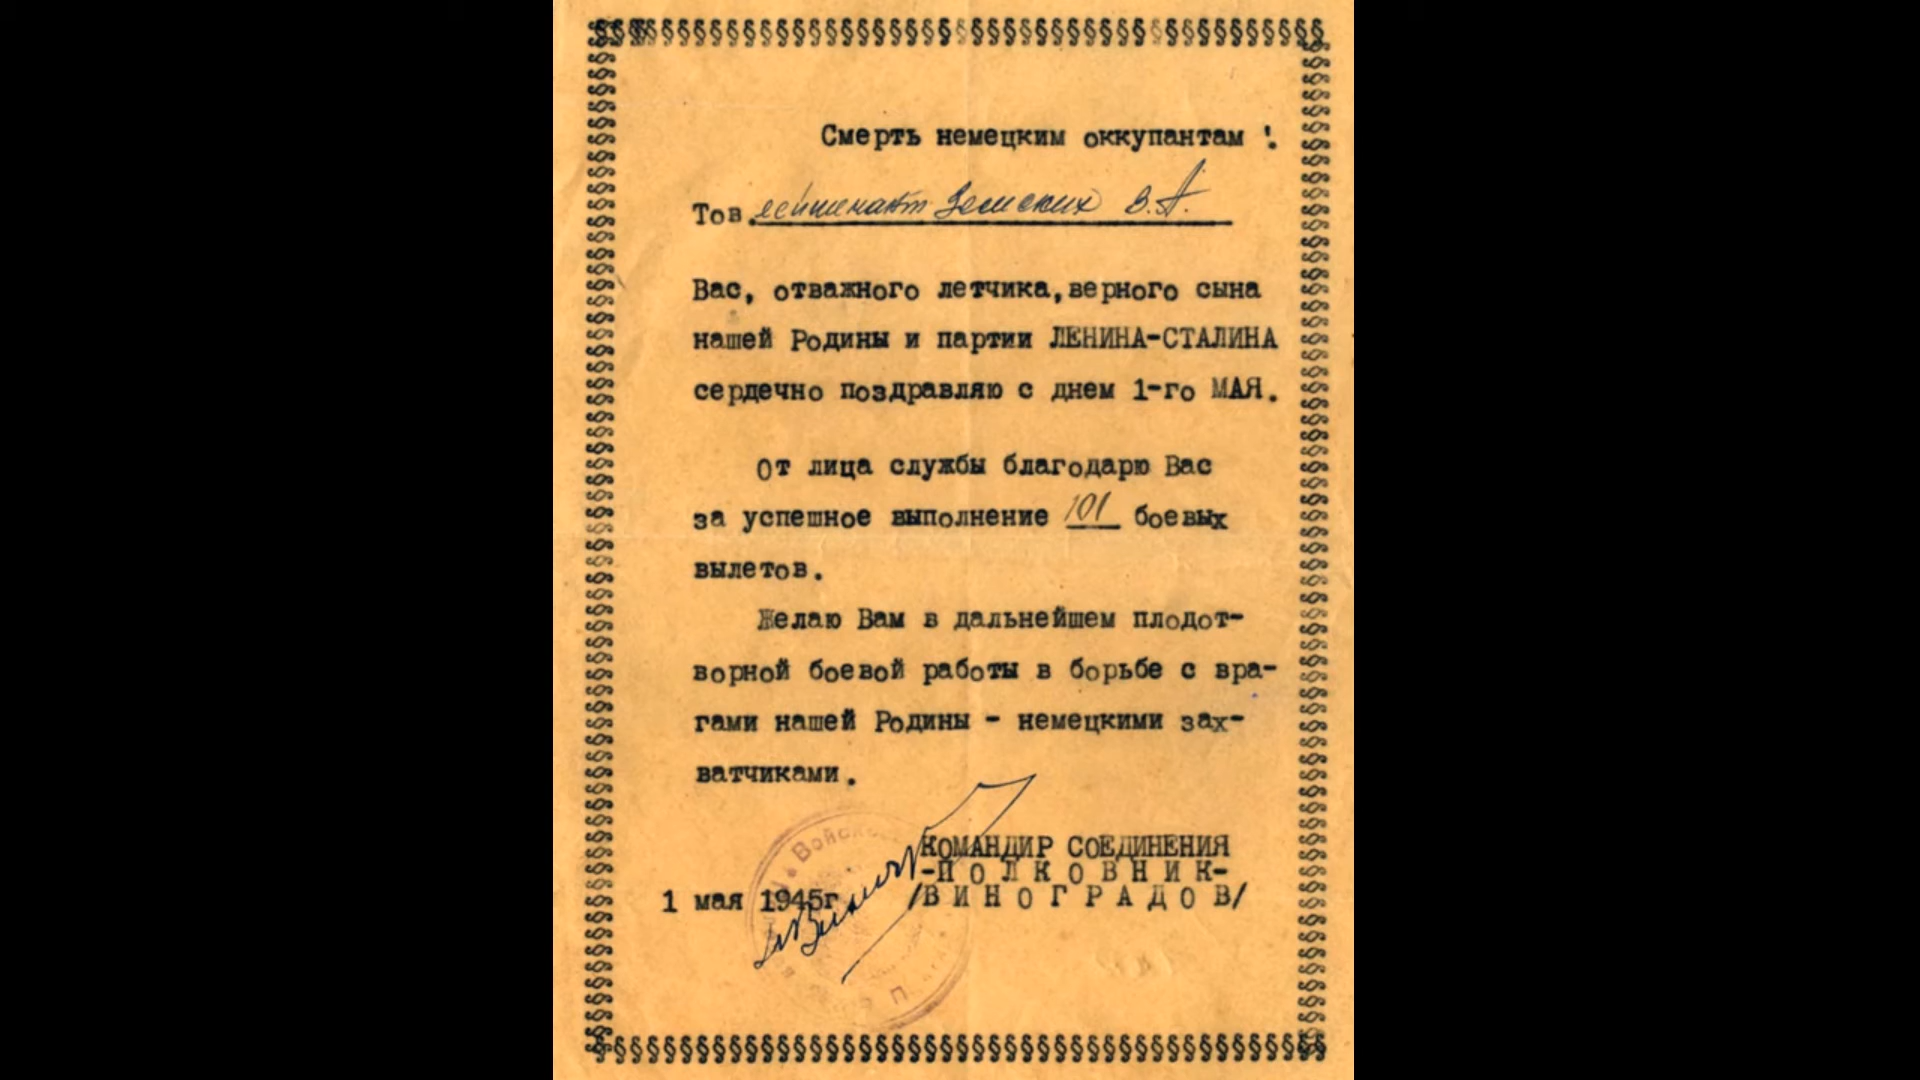 Смерть немецким оккупантам !
Тов. лейтенант Земских В.А.
Вас, отважного летчика, верного сына
нашей Родины и партии ЛЕНИНА-СТАЛИНА
сердечно поздравляю с днем 1-го МАЯ.
От лица службы благодарю Вас
за успешное выполнение 101 боевых
вылетов.
Желаю Вам в дальнейшем плодот-
ворной боевой работы в борьбе с вра-
гами нашей Родины - немецкими зах-
ватчиками.
КОМАНДИР СОЕДИНЕНИЯ
-ПОЛКОВНИК-
1 мая 1945г /ВИНОГРАДОВ/